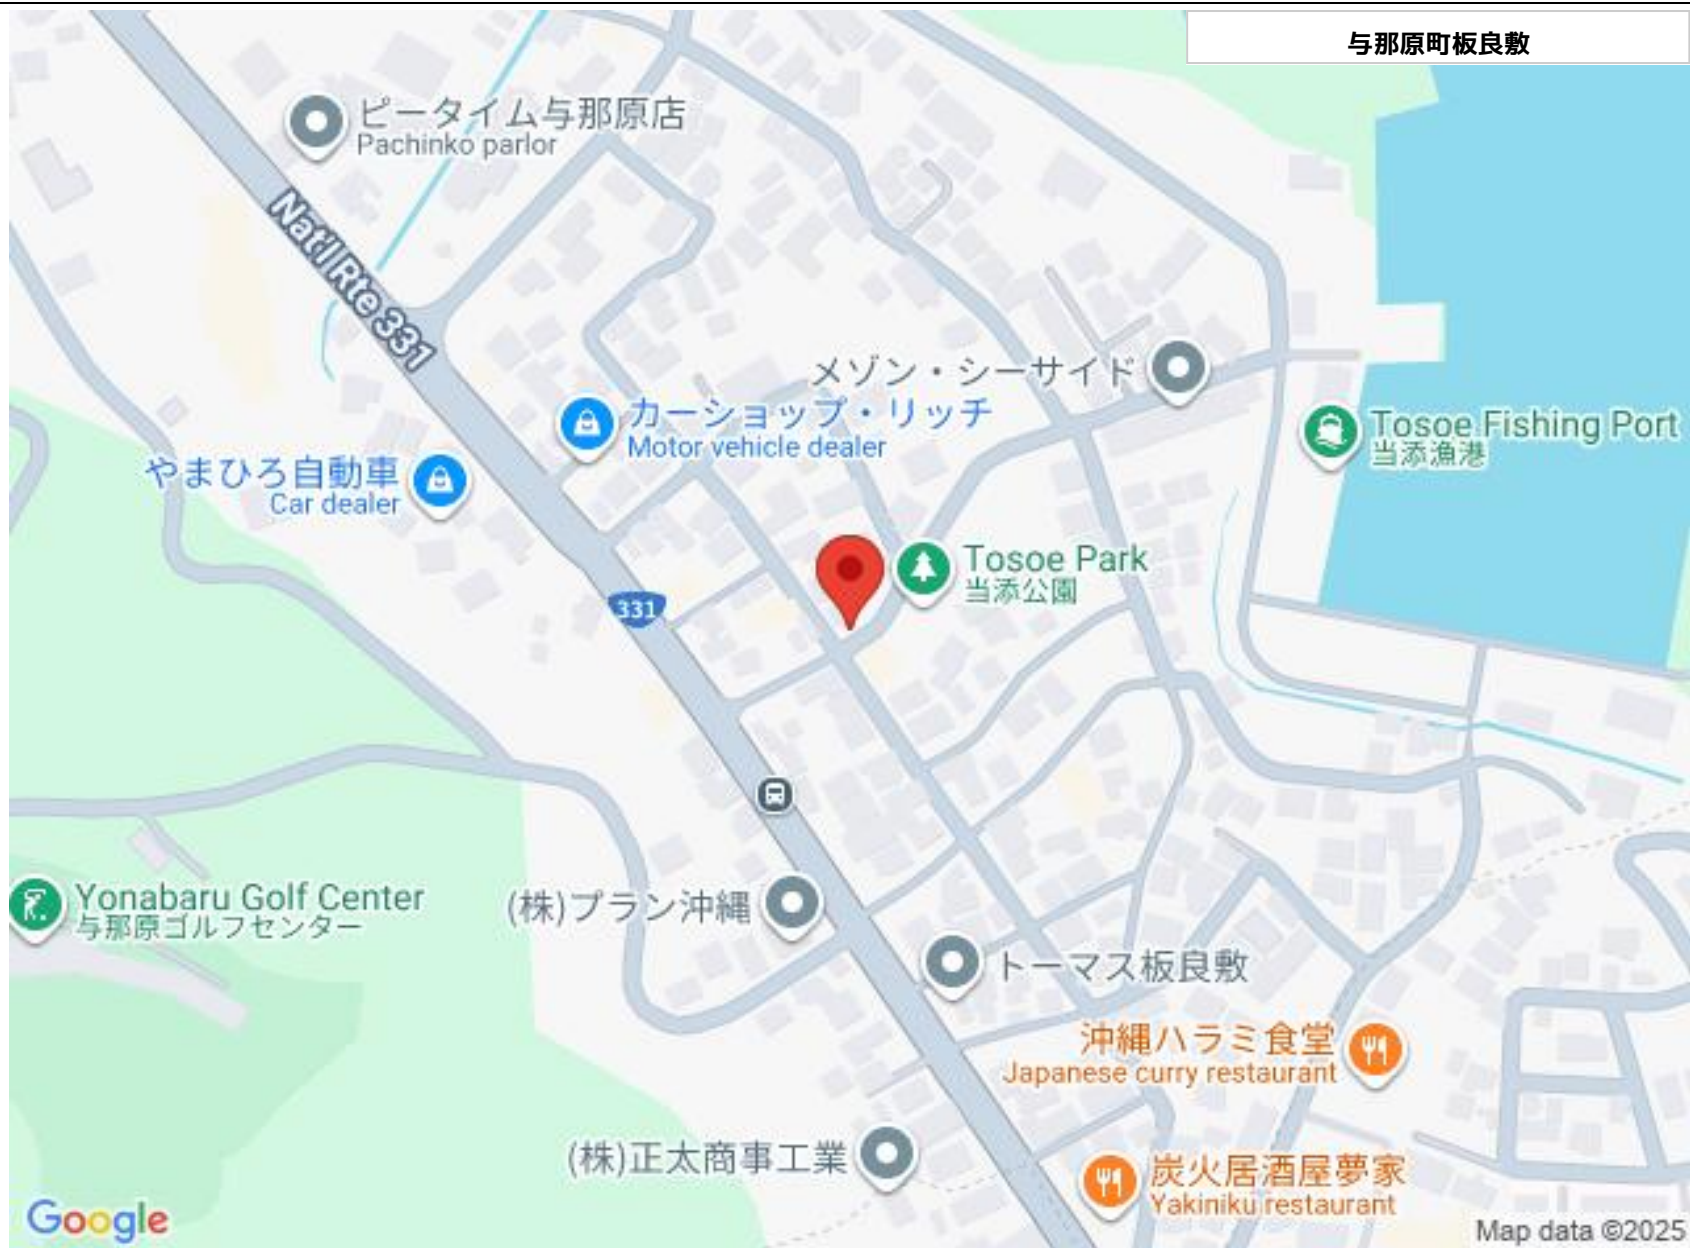 与那原町板良敷
ピータイム与那原店
Pachinko parlor
Nat'l Rte 331
メゾン・シーサイド
カーショップ・リッチ
Motor vehicle dealer
Tosoe Fishing Port
当添漁港
やまひろ自動車
Car dealer
Tosoe Park
当添公園
331
Yonabaru Golf Center
与那原ゴルフセンター
(株)プラン沖縄
トーマス板良敷
沖縄ハラミ食堂
Japanese curry restaurant
(株)正太商事工業
炭火居酒屋夢家
Yakiniku restaurant
Google
Map data ©2025